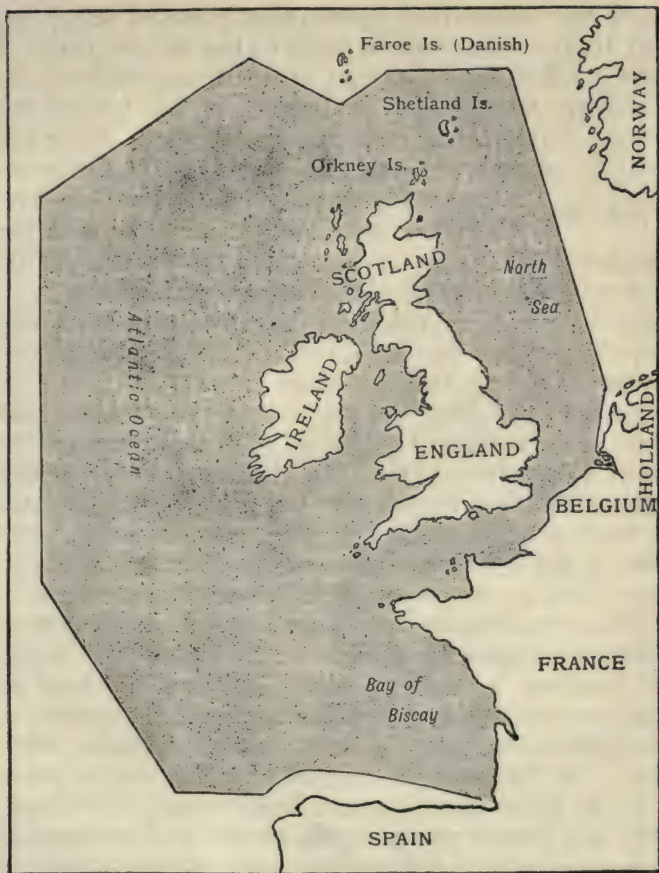 Faroe Is. (Danish)
Shetland Is.
NORWAY
Orkney Is.
SCOTLAND
North
Sea
Atlantic Ocean
IRELAND
ENGLAND
HOLLAND
BELGIUM
FRANCE
Bay of
Biscay
SPAIN